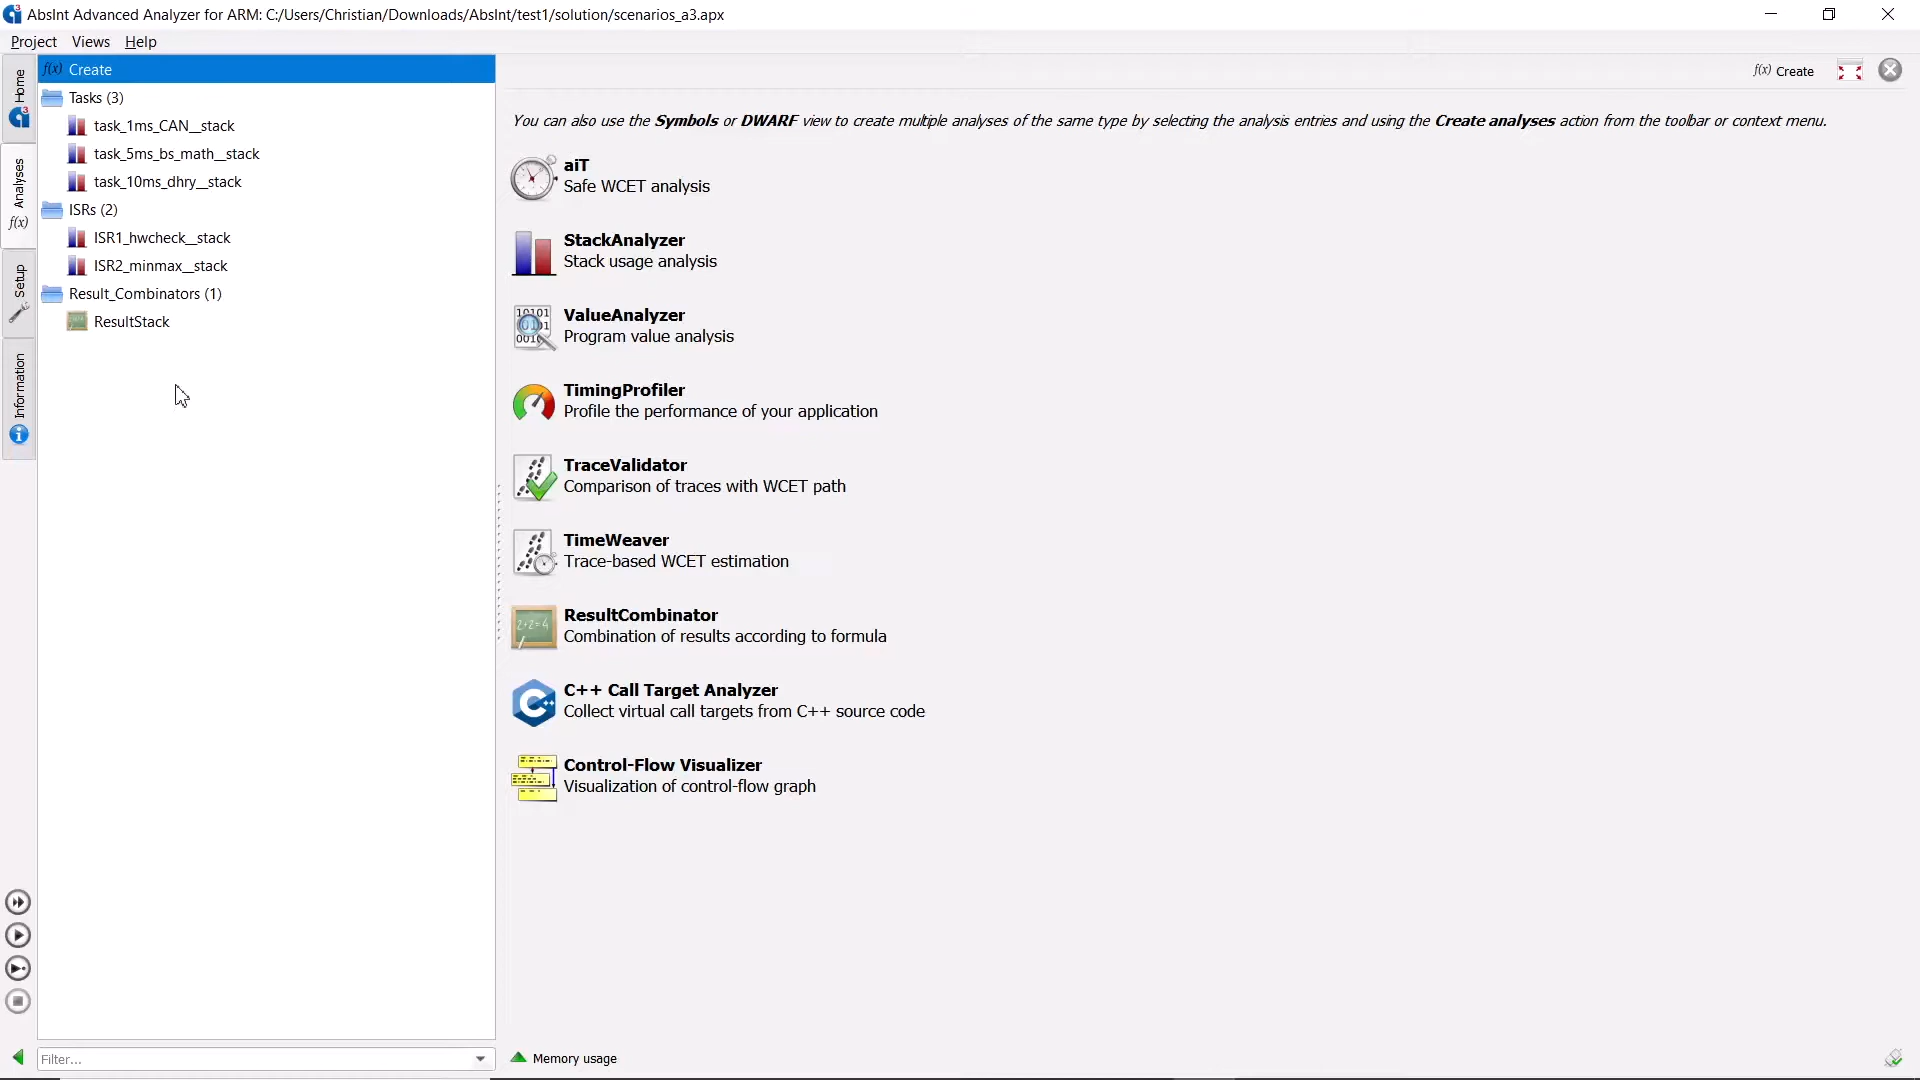 AbsInt Advanced Analyzer for ARM: C:/Users/Christian/Downloads/AbsInt/test1/solution/scenarios_a3.apx
Project Views Help
Home
Analyses
f(x)
Setup
Information
f(x) Create
Tasks (3)
task_1ms_CAN__stack
task_5ms_bs_math__stack
task_10ms_dhry__stack
ISRs (2)
ISR1_hwcheck__stack
ISR2_minmax__stack
Result_Combinators (1)
ResultStack
Filter...
f(x) Create
You can also use the Symbols or DWARF view to create multiple analyses of the same type by selecting the analysis entries and using the Create analyses action from the toolbar or context menu.
aiT
Safe WCET analysis
StackAnalyzer
Stack usage analysis
ValueAnalyzer
Program value analysis
TimingProfiler
Profile the performance of your application
TraceValidator
Comparison of traces with WCET path
TimeWeaver
Trace-based WCET estimation
2+2=4
ResultCombinator
Combination of results according to formula
C++ Call Target Analyzer
Collect virtual call targets from C++ source code
Control-Flow Visualizer
Visualization of control-flow graph
Memory usage